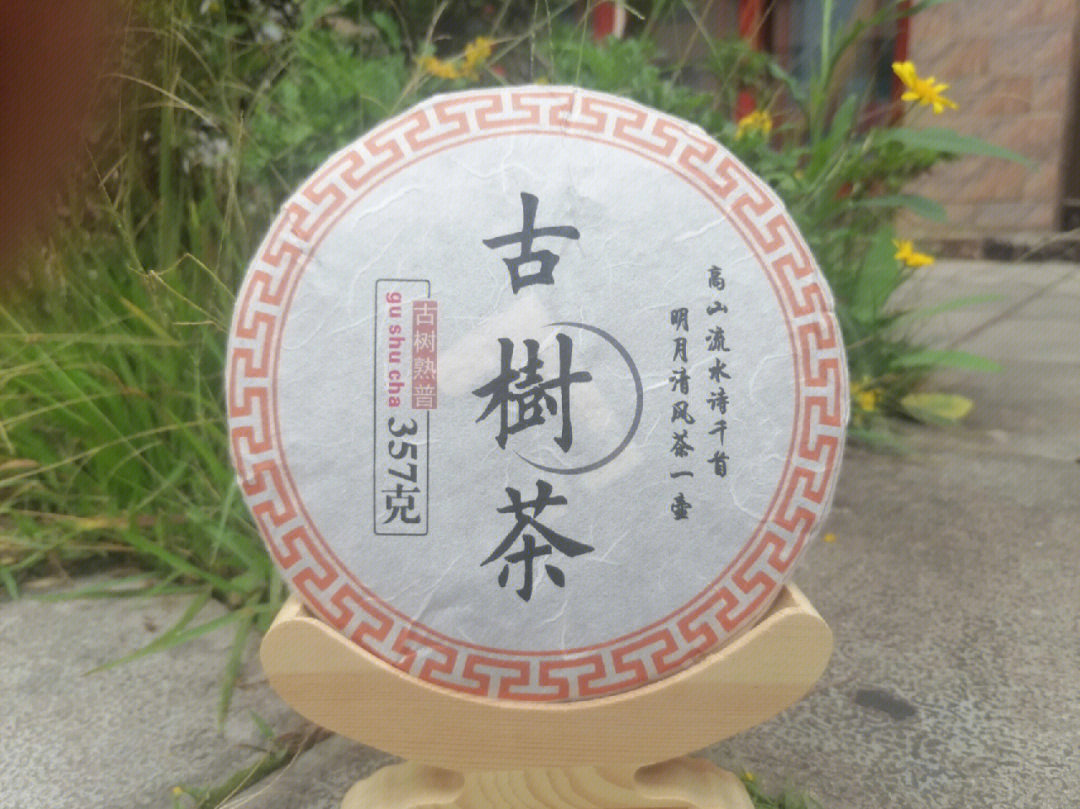 古樹茶
高山流水诗千首
明月清风茶一壶
古树熟普
gu shu cha 357克